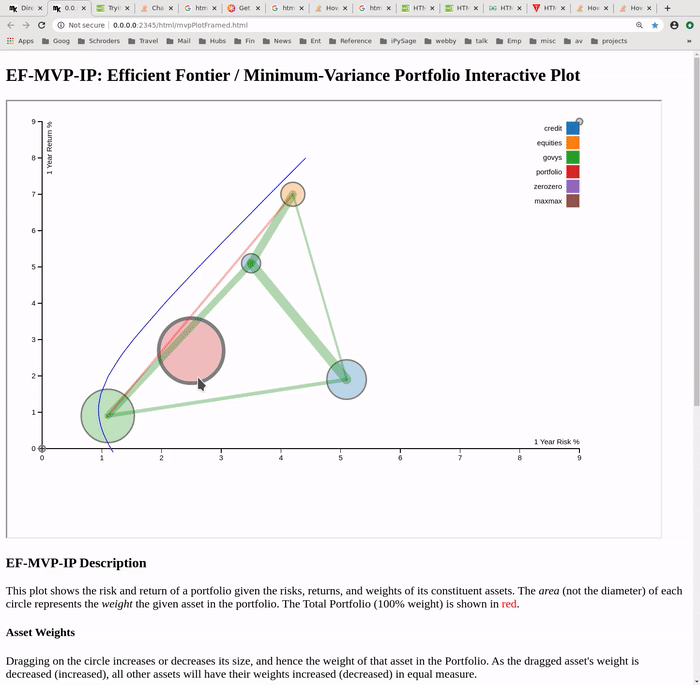 Dir
0.0.
Tryi
Cha
htm
Get
htm
How
htm
HTM
HTM
HTM
HTM
How
How
Not secure | 0.0.0.0:2345/html/mvpPlotFramed.html
Apps Goog Schroders Travel Mail Hubs Fin News Ent Reference iPySage webby talk Emp misc av projects »
EF-MVP-IP: Efficient Fontier / Minimum-Variance Portfolio Interactive Plot
1 Year Return %
9
8
7
6
5
4
3
2
1
0
credit
equities
govys
portfolio
zerozero
maxmax
1 Year Risk %
0 1 2 3 4 5 6 7 8 9
EF-MVP-IP Description
This plot shows the risk and return of a portfolio given the risks, returns, and weights of its constituent assets. The area (not the diameter) of each
circle represents the weight the given asset in the portfolio. The Total Portfolio (100% weight) is shown in red.
Asset Weights
Dragging on the circle increases or decreases its size, and hence the weight of that asset in the Portfolio. As the dragged asset's weight is
decreased (increased), all other assets will have their weights increased (decreased) in equal measure.